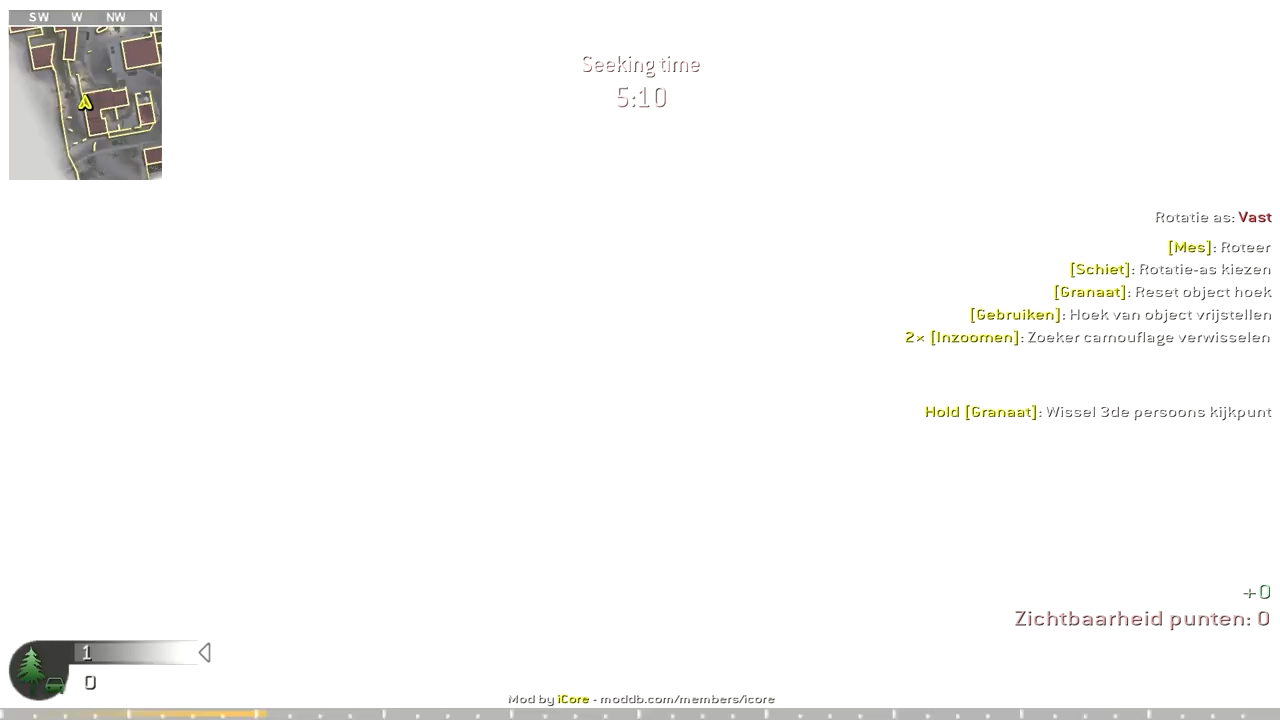 SW W NW N
Seeking time
5:10
Rotatie as: Vast
[Mes]: Roteer
[Schiet]: Rotatie-as kiezen
[Granaat]: Reset object hoek
[Gebruiken]: Hoek van object vrijstellen
2x [Inzoomen]: Zoeker camouflage verwisselen
Hold [Granaat]: Wissel 3de persoons kijkpunt
+0
Zichtbaarheid punten: 0
1
0
Mod by iCore - moddb.com/members/icore